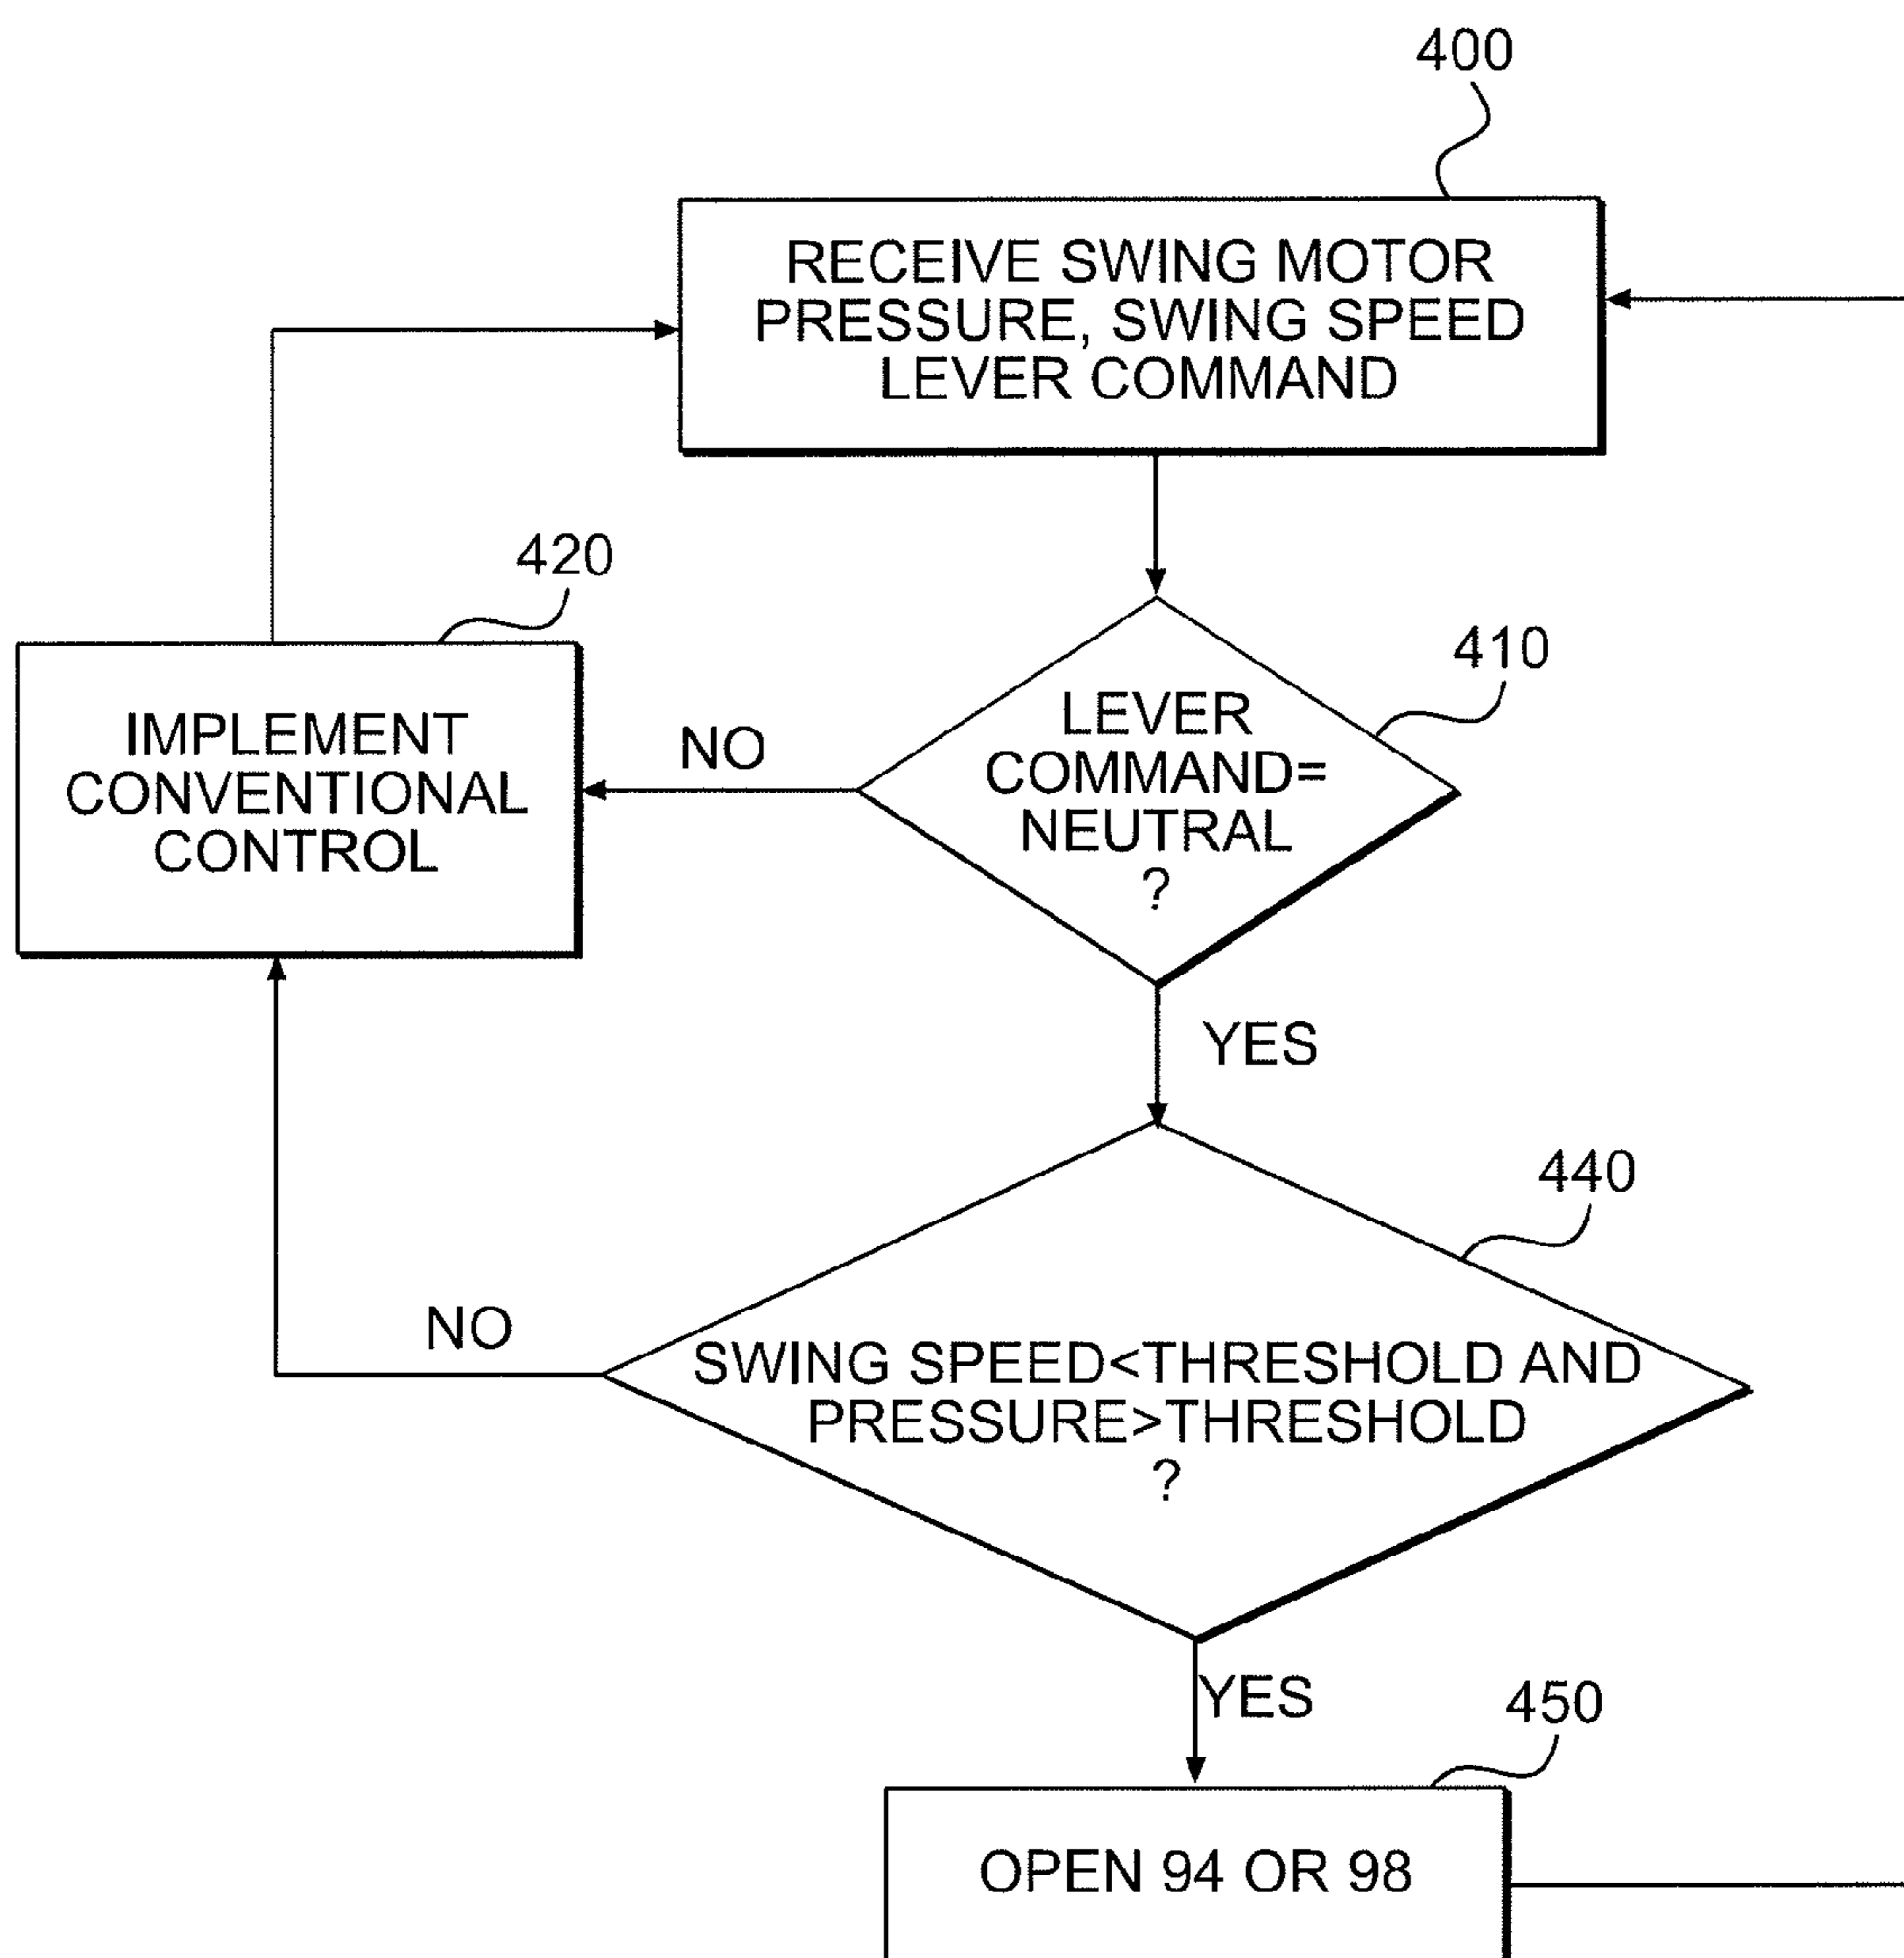 400
RECEIVE SWING MOTOR
PRESSURE, SWING SPEED
LEVER COMMAND
420
410
IMPLEMENT
CONVENTIONAL
CONTROL
NO
LEVER
COMMAND=
NEUTRAL
?
YES
440
NO
SWING SPEED<THRESHOLD AND
PRESSURE>THRESHOLD
?
YES
450
OPEN 94 OR 98